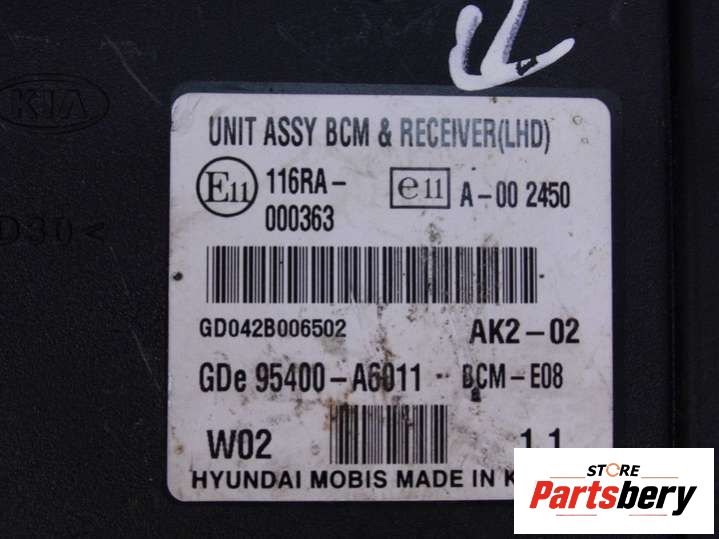 KIA
UNIT ASSY BCM & RECEIVER(LHD)
E11 116RA-
000363
e11 A-00 2450
D30<
GD042B006502 AK2-02
GDe 95400-A6011 BCM-E08
W02 1.1
HYUNDAI MOBIS MADE IN K
STORE
Partsbery